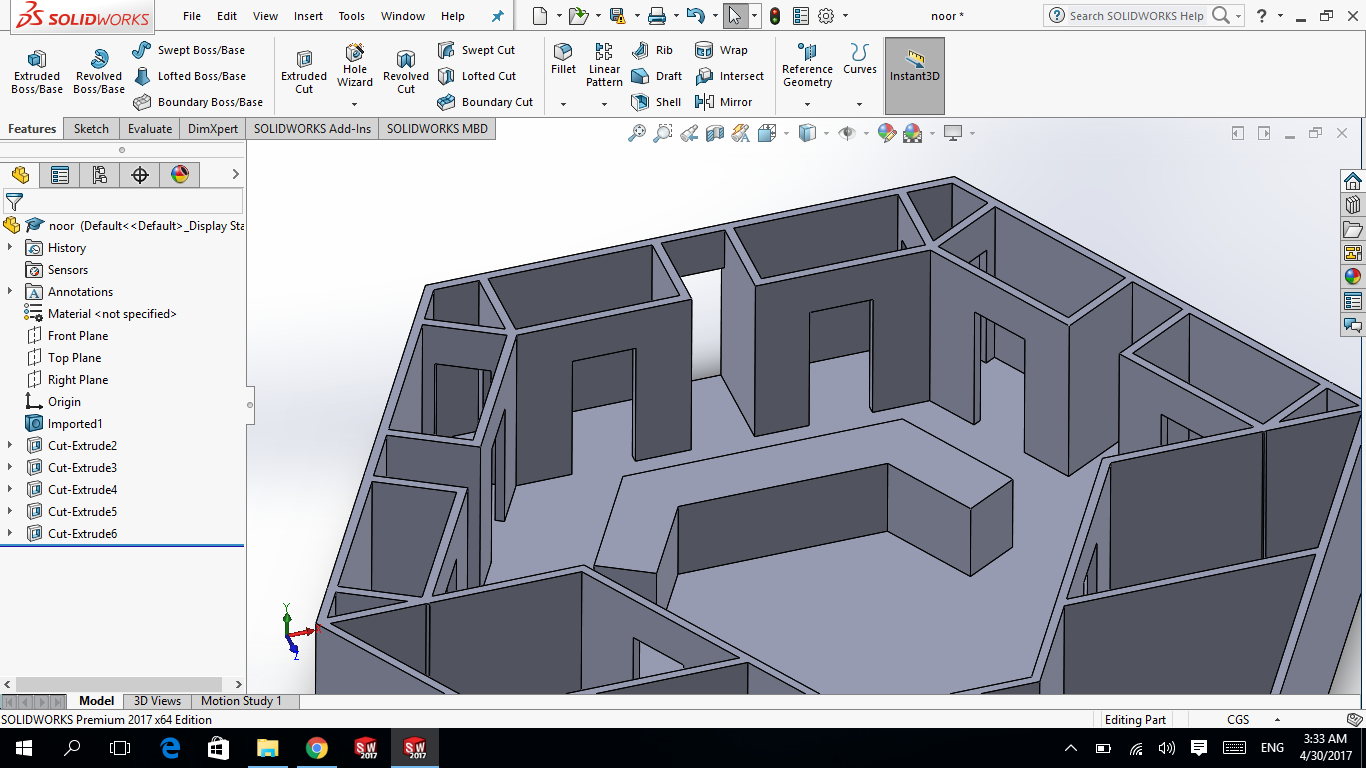 SOLIDWORKS File Edit View Insert Tools Window Help noor * Search SOLIDWORKS Help ?
Extruded Boss/Base
Revolved Boss/Base
Swept Boss/Base
Lofted Boss/Base
Boundary Boss/Base
Extruded Cut
Hole Wizard
Revolved Cut
Swept Cut
Lofted Cut
Boundary Cut
Fillet
Linear Pattern
Rib
Draft
Shell
Wrap
Intersect
Mirror
Reference Geometry
Curves
Instant3D
Features Sketch Evaluate DimXpert SOLIDWORKS Add-Ins SOLIDWORKS MBD
noor (Default<<Default>_Display Sta
History
Sensors
Annotations
Material <not specified>
Front Plane
Top Plane
Right Plane
Origin
Imported1
Cut-Extrude2
Cut-Extrude3
Cut-Extrude4
Cut-Extrude5
Cut-Extrude6
Y
Z
Model 3D Views Motion Study 1
SOLIDWORKS Premium 2017 x64 Edition Editing Part CGS
SW 2017 SW 2017 ENG 3:33 AM
4/30/2017